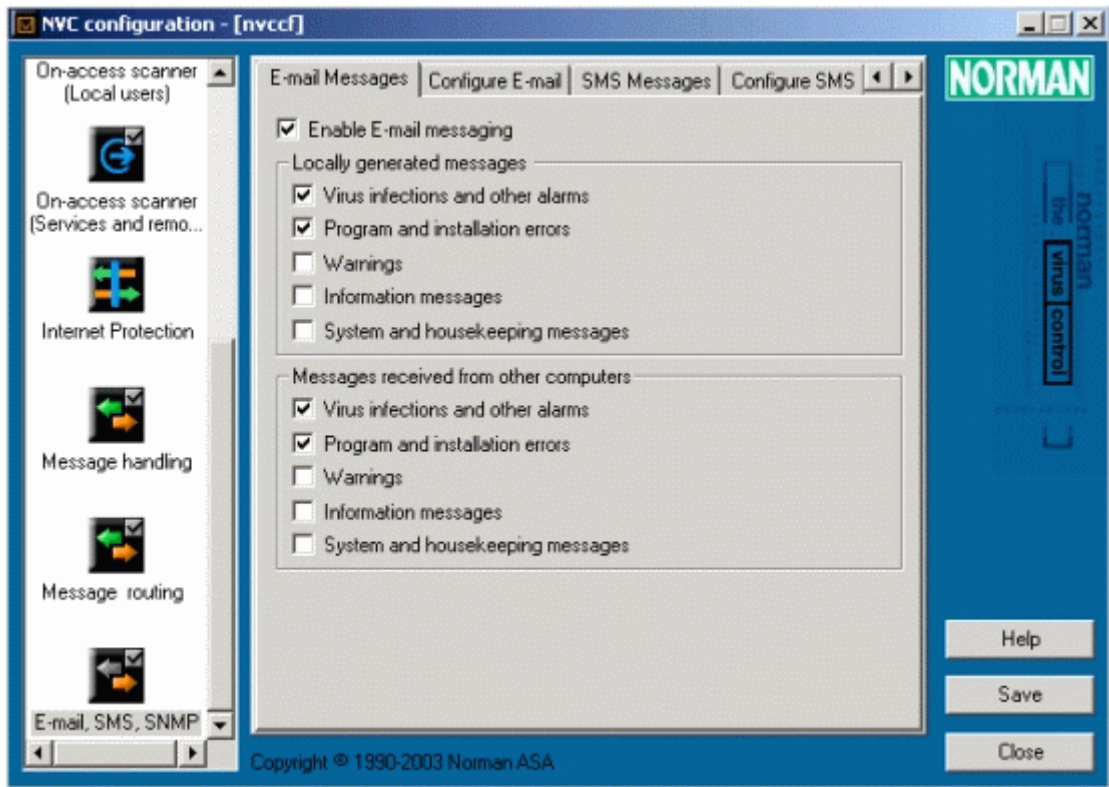 NVC configuration - [nvccf]
On-access scanner
(Local users)
On-access scanner
(Services and remo...
Internet Protection
Message handling
Message routing
E-mail, SMS, SNMP
E-mail Messages
Configure E-mail
SMS Messages
Configure SMS
Enable E-mail messaging
Locally generated messages
Virus infections and other alarms
Program and installation errors
Warnings
Information messages
System and housekeeping messages
Messages received from other computers
Virus infections and other alarms
Program and installation errors
Warnings
Information messages
System and housekeeping messages
NORMAN
norman
the virus control
Help
Save
Close
Copyright © 1990-2003 Norman ASA